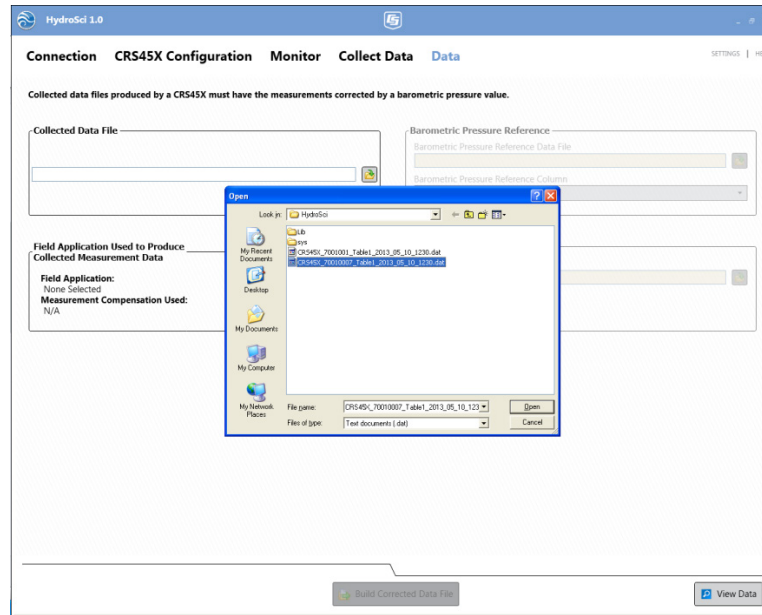 HydroSci 1.0
Connection CRS45X Configuration Monitor Collect Data Data
SETTINGS | HE
Collected data files produced by a CRS45X must have the measurements corrected by a barometric pressure value.
Collected Data File
Barometric Pressure Reference
Barometric Pressure Reference Data File
Barometric Pressure Reference Column
Open
Look in: HydroSci
Lib
sys
CRS45X_7001001_Table1_2013_05_10_1230.dat
CRS45X_70010007_Table1_2013_05_10_1230.dat
My Recent
Documents
Desktop
My Documents
My Computer
My Network
Places
File name: CRS45X_70010007_Table1_2013_05_10_123
Open
Files of type: Text documents (.dat)
Cancel
Field Application Used to Produce
Collected Measurement Data
Field Application:
None Selected
Measurement Compensation Used:
N/A
Build Corrected Data File
View Data